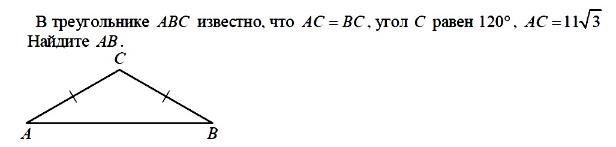 В треугольнике ABC известно, что AC = BC, угол C равен 120°, AC = 11√3
Найдите AB.
C
A
B